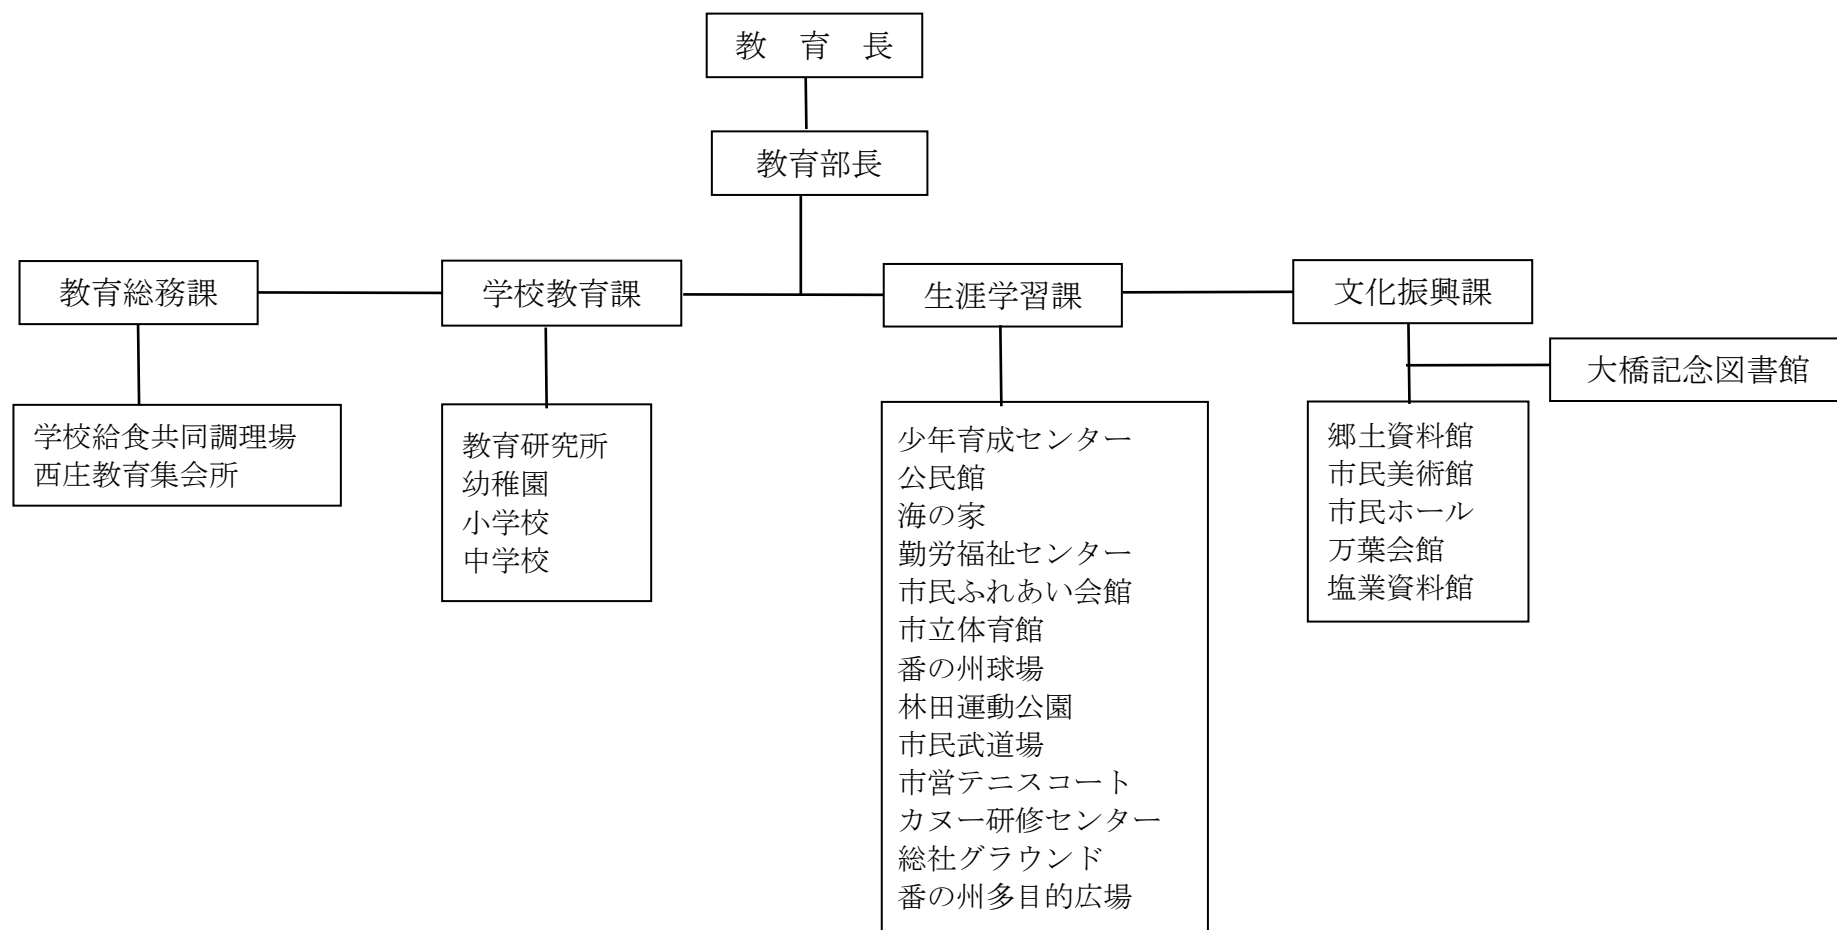 教　育　長
教育部長
教育総務課
学校教育課
生涯学習課
文化振興課
大橋記念図書館
学校給食共同調理場
西庄教育集会所
教育研究所
幼稚園
小学校
中学校
少年育成センター
公民館
海の家
勤労福祉センター
市民ふれあい会館
市立体育館
番の州球場
林田運動公園
市民武道場
市営テニスコート
カヌー研修センター
総社グラウンド
番の州多目的広場
郷土資料館
市民美術館
市民ホール
万葉会館
塩業資料館